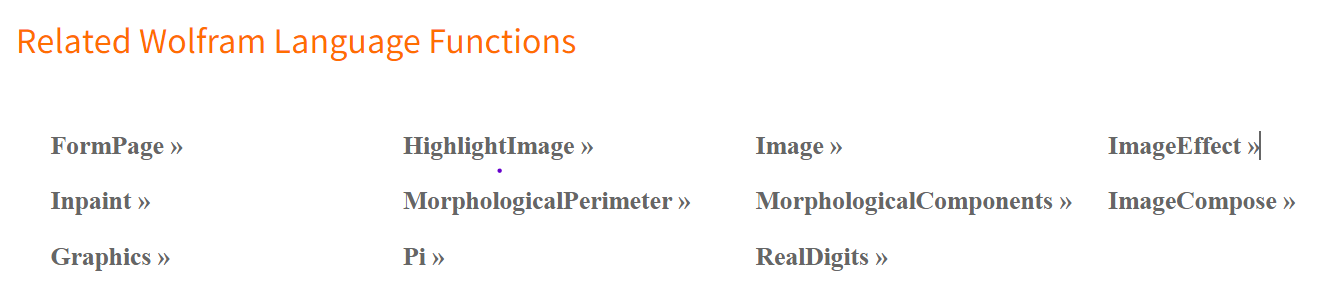 Related Wolfram Language Functions
FormPage » HighlightImage » Image » ImageEffect »
Inpaint » MorphologicalPerimeter » MorphologicalComponents » ImageCompose »
Graphics » Pi » RealDigits »